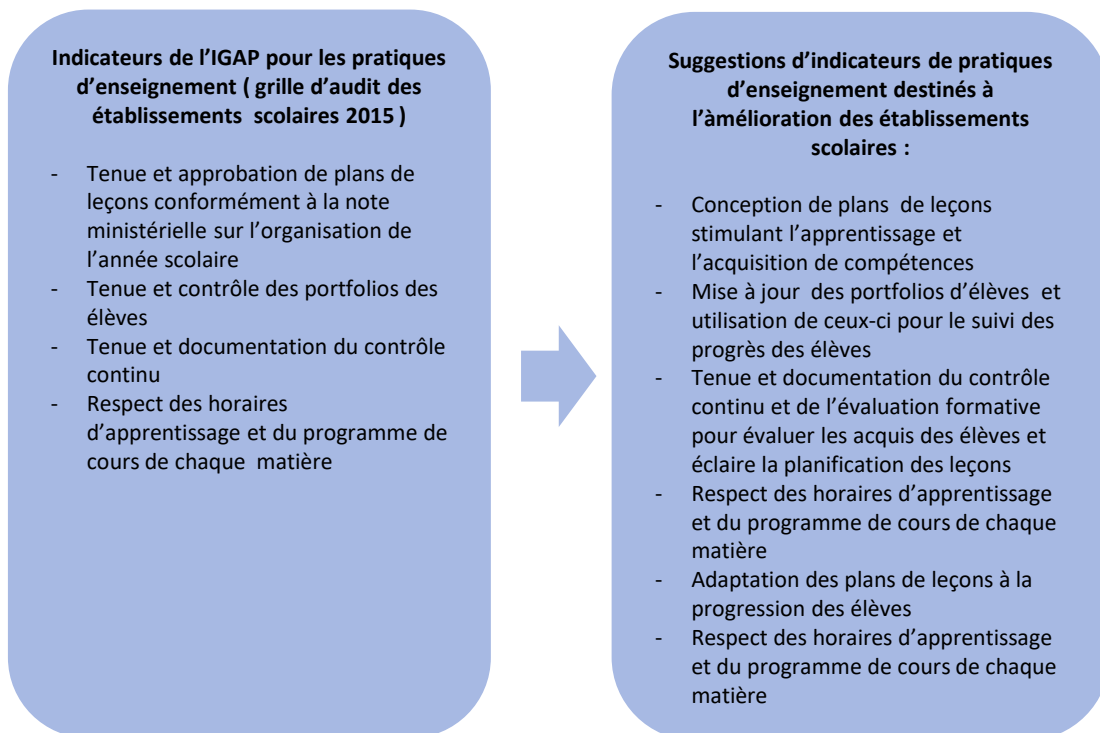 Indicateurs de l’IGAP pour les pratiques
d’enseignement ( grille d’audit des
établissements scolaires 2015 )
- Tenue et approbation de plans de
leçons conformément à la note
ministérielle sur l’organisation de
l’année scolaire
- Tenue et contrôle des portfolios des
élèves
- Tenue et documentation du contrôle
continu
- Respect des horaires
d’apprentissage et du programme de
cours de chaque matière
Suggestions d’indicateurs de pratiques
d’enseignement destinés à
l’àmélioration des établissements
scolaires :
- Conception de plans de leçons
stimulant l’apprentissage et
l’acquisition de compétences
- Mise à jour des portfolios d’élèves et
utilisation de ceux-ci pour le suivi des
progrès des élèves
- Tenue et documentation du contrôle
continu et de l’évaluation formative
pour évaluer les acquis des élèves et
éclaire la planification des leçons
- Respect des horaires d’apprentissage
et du programme de cours de chaque
matière
- Adaptation des plans de leçons à la
progression des élèves
- Respect des horaires d’apprentissage
et du programme de cours de chaque
matière